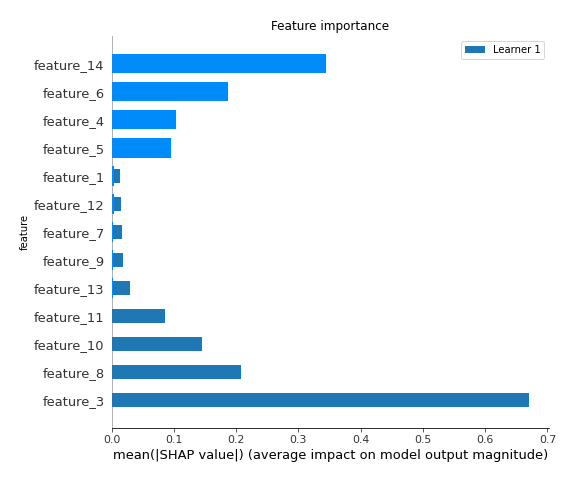 Feature importance
Learner 1
feature_14
feature_6
feature_4
feature_5
feature_1
feature_12
feature_7
feature_9
feature_13
feature_11
feature_10
feature_8
feature_3
feature
0.0 0.1 0.2 0.3 0.4 0.5 0.6 0.7
mean(|SHAP value|) (average impact on model output magnitude)